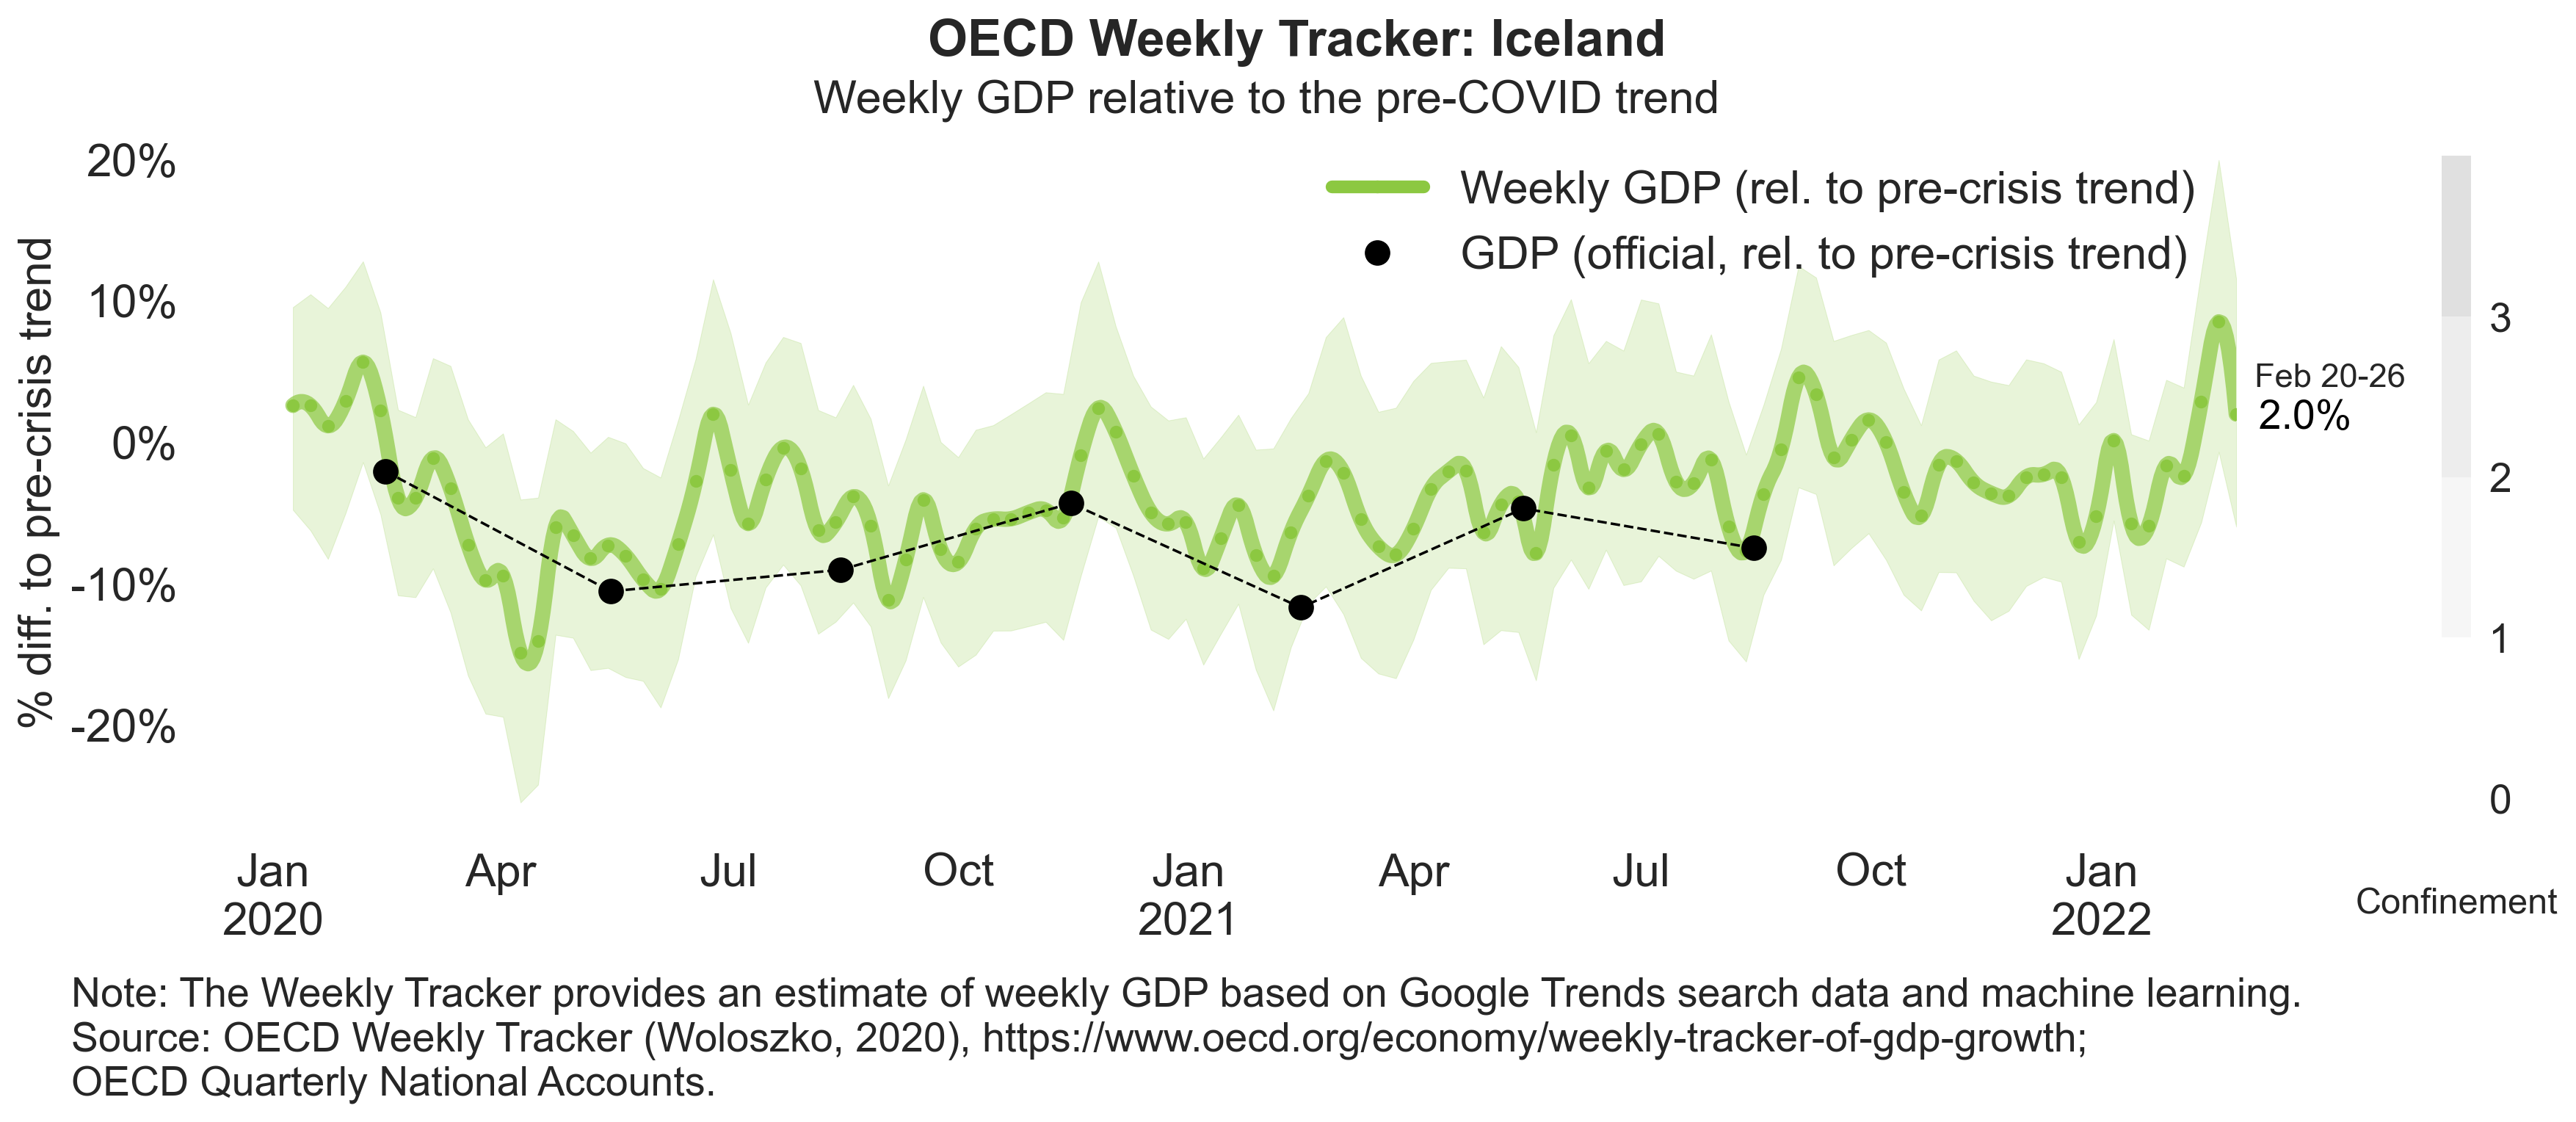 OECD Weekly Tracker: Iceland
Weekly GDP relative to the pre-COVID trend
% diff. to pre-crisis trend
20%
10%
0%
-10%
-20%
Weekly GDP (rel. to pre-crisis trend)
GDP (official, rel. to pre-crisis trend)
Feb 20-26
2.0%
3
2
1
0
Confinement
Jan Apr Jul Oct Jan Apr Jul Oct Jan
2020 2021 2022
Note: The Weekly Tracker provides an estimate of weekly GDP based on Google Trends search data and machine learning.
Source: OECD Weekly Tracker (Woloszko, 2020), https://www.oecd.org/economy/weekly-tracker-of-gdp-growth;
OECD Quarterly National Accounts.